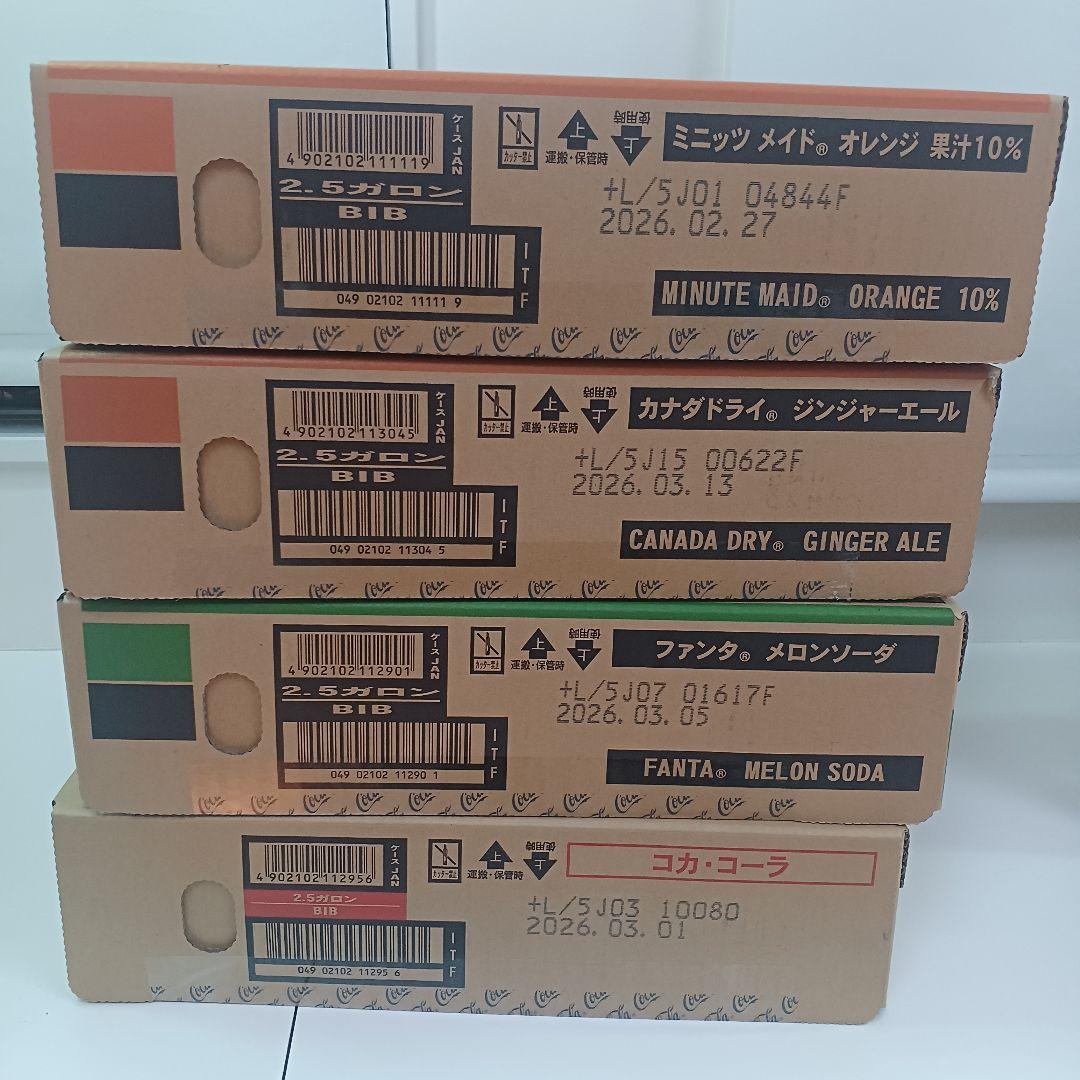 4 902102 111119
ケース JAN
カッター禁止
上
運搬・保管時
上
使用時
ミニッツ メイド® オレンジ 果汁10%
2.5ガロン
BIB
+L/5J01 04844F
2026.02.27
049 02102 11111 9
ITF
MINUTE MAID® ORANGE 10%
4 902102 113045
ケース JAN
カッター禁止
上
運搬・保管時
上
使用時
カナダドライ® ジンジャーエール
2.5ガロン
BIB
+L/5J15 00622F
2026.03.13
049 02102 11304 5
ITF
CANADA DRY® GINGER ALE
4 902102 112901
ケース JAN
カッター禁止
上
運搬・保管時
上
使用時
ファンタ® メロンソーダ
2.5ガロン
BIB
+L/5J07 01617F
2026.03.05
049 02102 11290 1
ITF
FANTA® MELON SODA
4 902102 112956
ケース JAN
カッター禁止
上
運搬・保管時
上
使用時
コカ・コーラ
2.5ガロン
BIB
+L/5J03 10080
2026.03.01
049 02102 11295 6
ITF